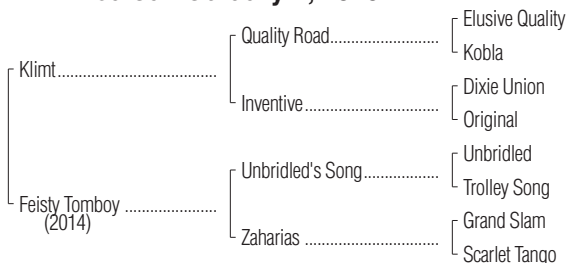 Elusive Quality
Quality Road
Kobla
Klimt
Dixie Union
Inventive
Original
Unbridled
Unbridled's Song
Trolley Song
Feisty Tomboy
(2014)
Grand Slam
Zaharias
Scarlet Tango